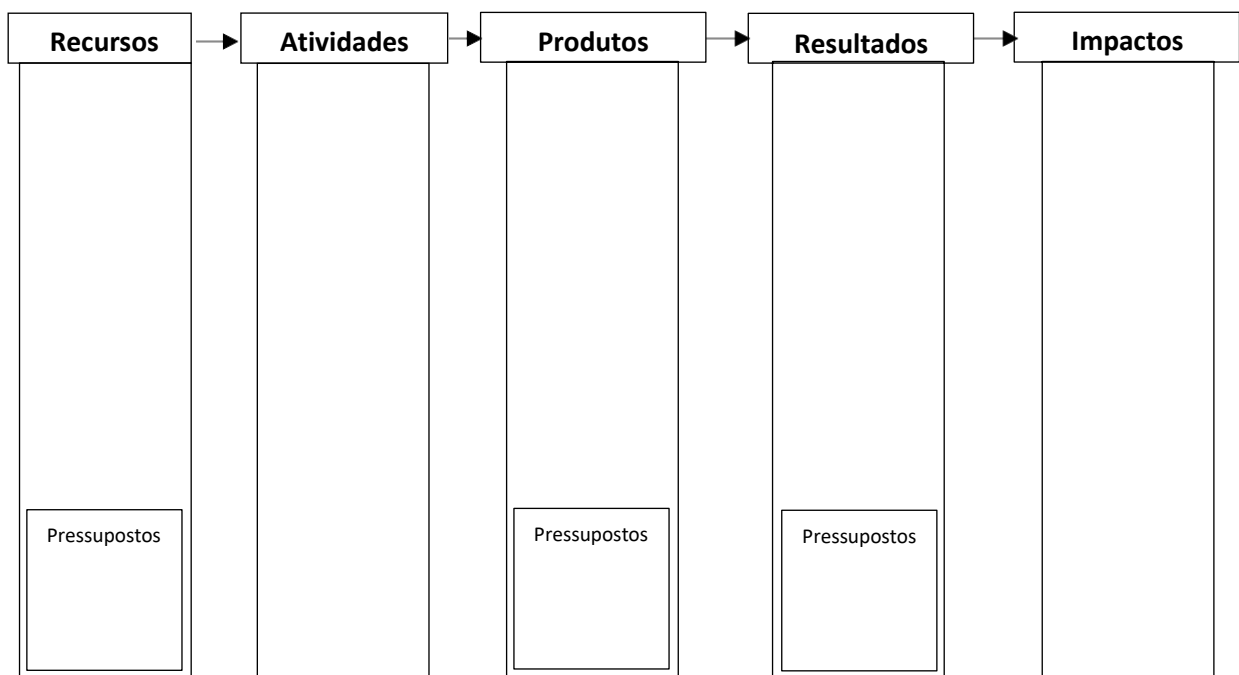 Recursos
Atividades
Produtos
Resultados
Impactos
Pressupostos
Pressupostos
Pressupostos